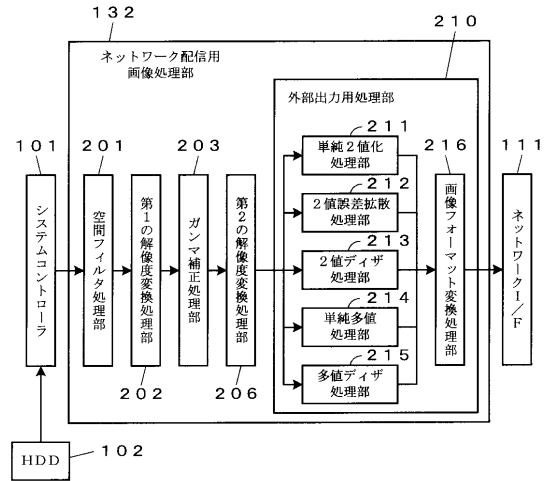 132
ネットワーク配信用
画像処理部
210
外部出力用処理部
101
システムコントローラ
201
空間フィルタ処理部
第1の解像度変換処理部
202
203
ガンマ補正処理部
第2の解像度変換処理部
206
211
単純2値化
処理部
212
2値誤差拡散
処理部
213
2値ディザ
処理部
214
単純多値
処理部
215
多値ディザ
処理部
216
画像フォーマット変換処理部
111
ネットワークI/F
HDD
102